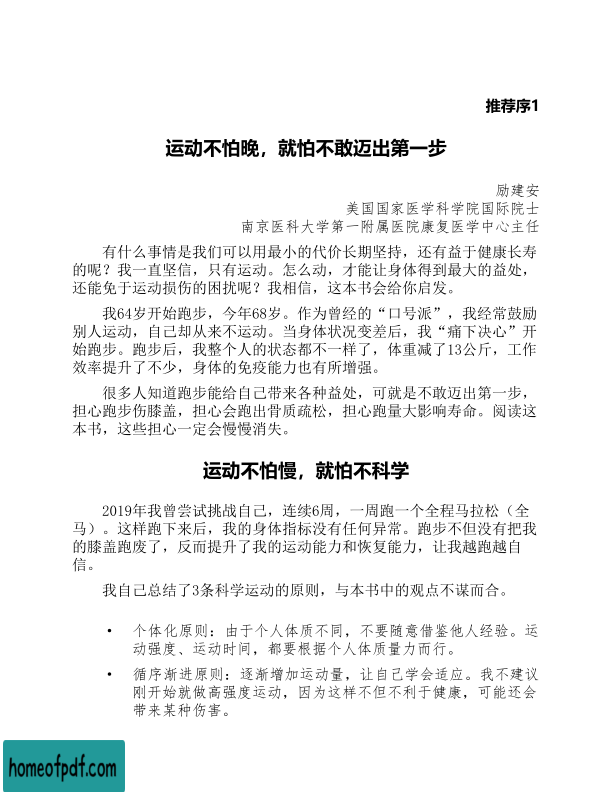 推荐序1
运动不怕晚，就怕不敢迈出第一步
励建安
美国国家医学科学院国际院士
南京医科大学第一附属医院康复医学中心主任
有什么事情是我们可以用最小的代价长期坚持，还有益于健康长寿
的呢？我一直坚信，只有运动。怎么动，才能让身体得到最大的益处，
还能免于运动损伤的困扰呢？我相信，这本书会给你启发。
我64岁开始跑步，今年68岁。作为曾经的“口号派”，我经常鼓励
别人运动，自己却从来不运动。当身体状况变差后，我“痛下决心”开
始跑步。跑步后，我整个人的状态都不一样了，体重减了13公斤，工作
效率提升了不少，身体的免疫能力也有所增强。
很多人知道跑步能给自己带来各种益处，可就是不敢迈出第一步，
担心跑步伤膝盖，担心会跑出骨质疏松，担心跑量大影响寿命。阅读这
本书，这些担心一定会慢慢消失。
运动不怕慢，就怕不科学
2019年我曾尝试挑战自己，连续6周，一周跑一个全程马拉松（全
马）。这样跑下来后，我的身体指标没有任何异常。跑步不但没有把我
的膝盖跑废了，反而提升了我的运动能力和恢复能力，让我越跑越自
信。
我自己总结了3条科学运动的原则，与本书中的观点不谋而合。
• 个体化原则：由于个人体质不同，不要随意借鉴他人经验。运
动强度、运动时间，都要根据个人体质量力而行。
• 循序渐进原则：逐渐增加运动量，让自己学会适应。我不建议
刚开始就做高强度运动，因为这样不但不利于健康，可能还会
带来某种伤害。
homeofpdf.com